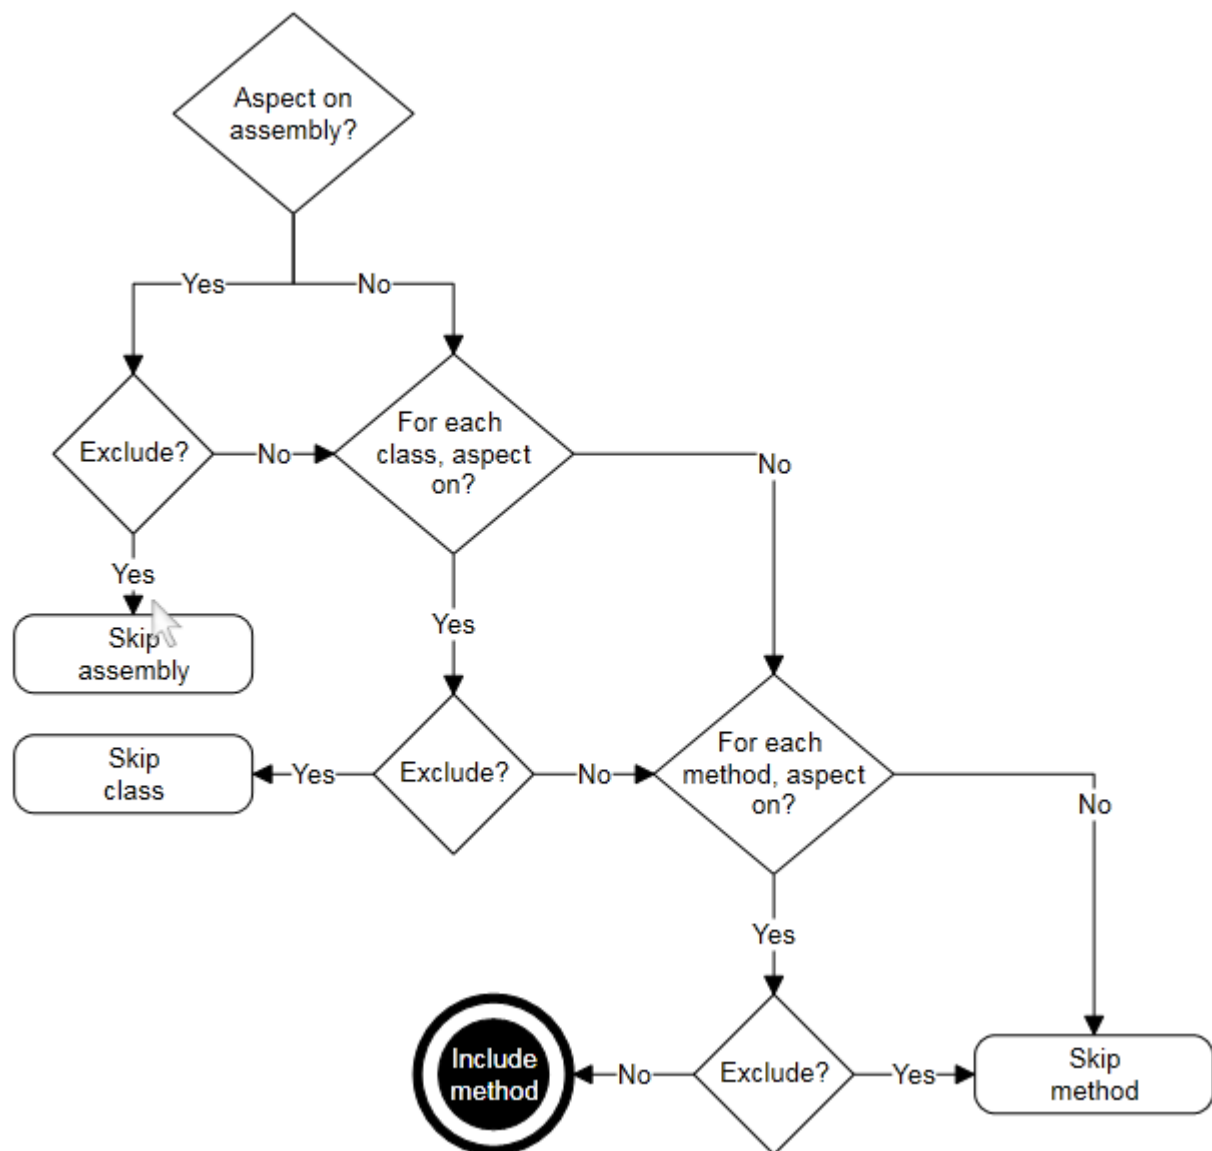 Aspect on
assembly?
Yes
No
Exclude?
No
For each
class, aspect
on?
No
Yes
Skip
assembly
Yes
Skip
class
Yes
Exclude?
No
For each
method, aspect
on?
No
Yes
Include
method
No
Exclude?
Yes
Skip
method